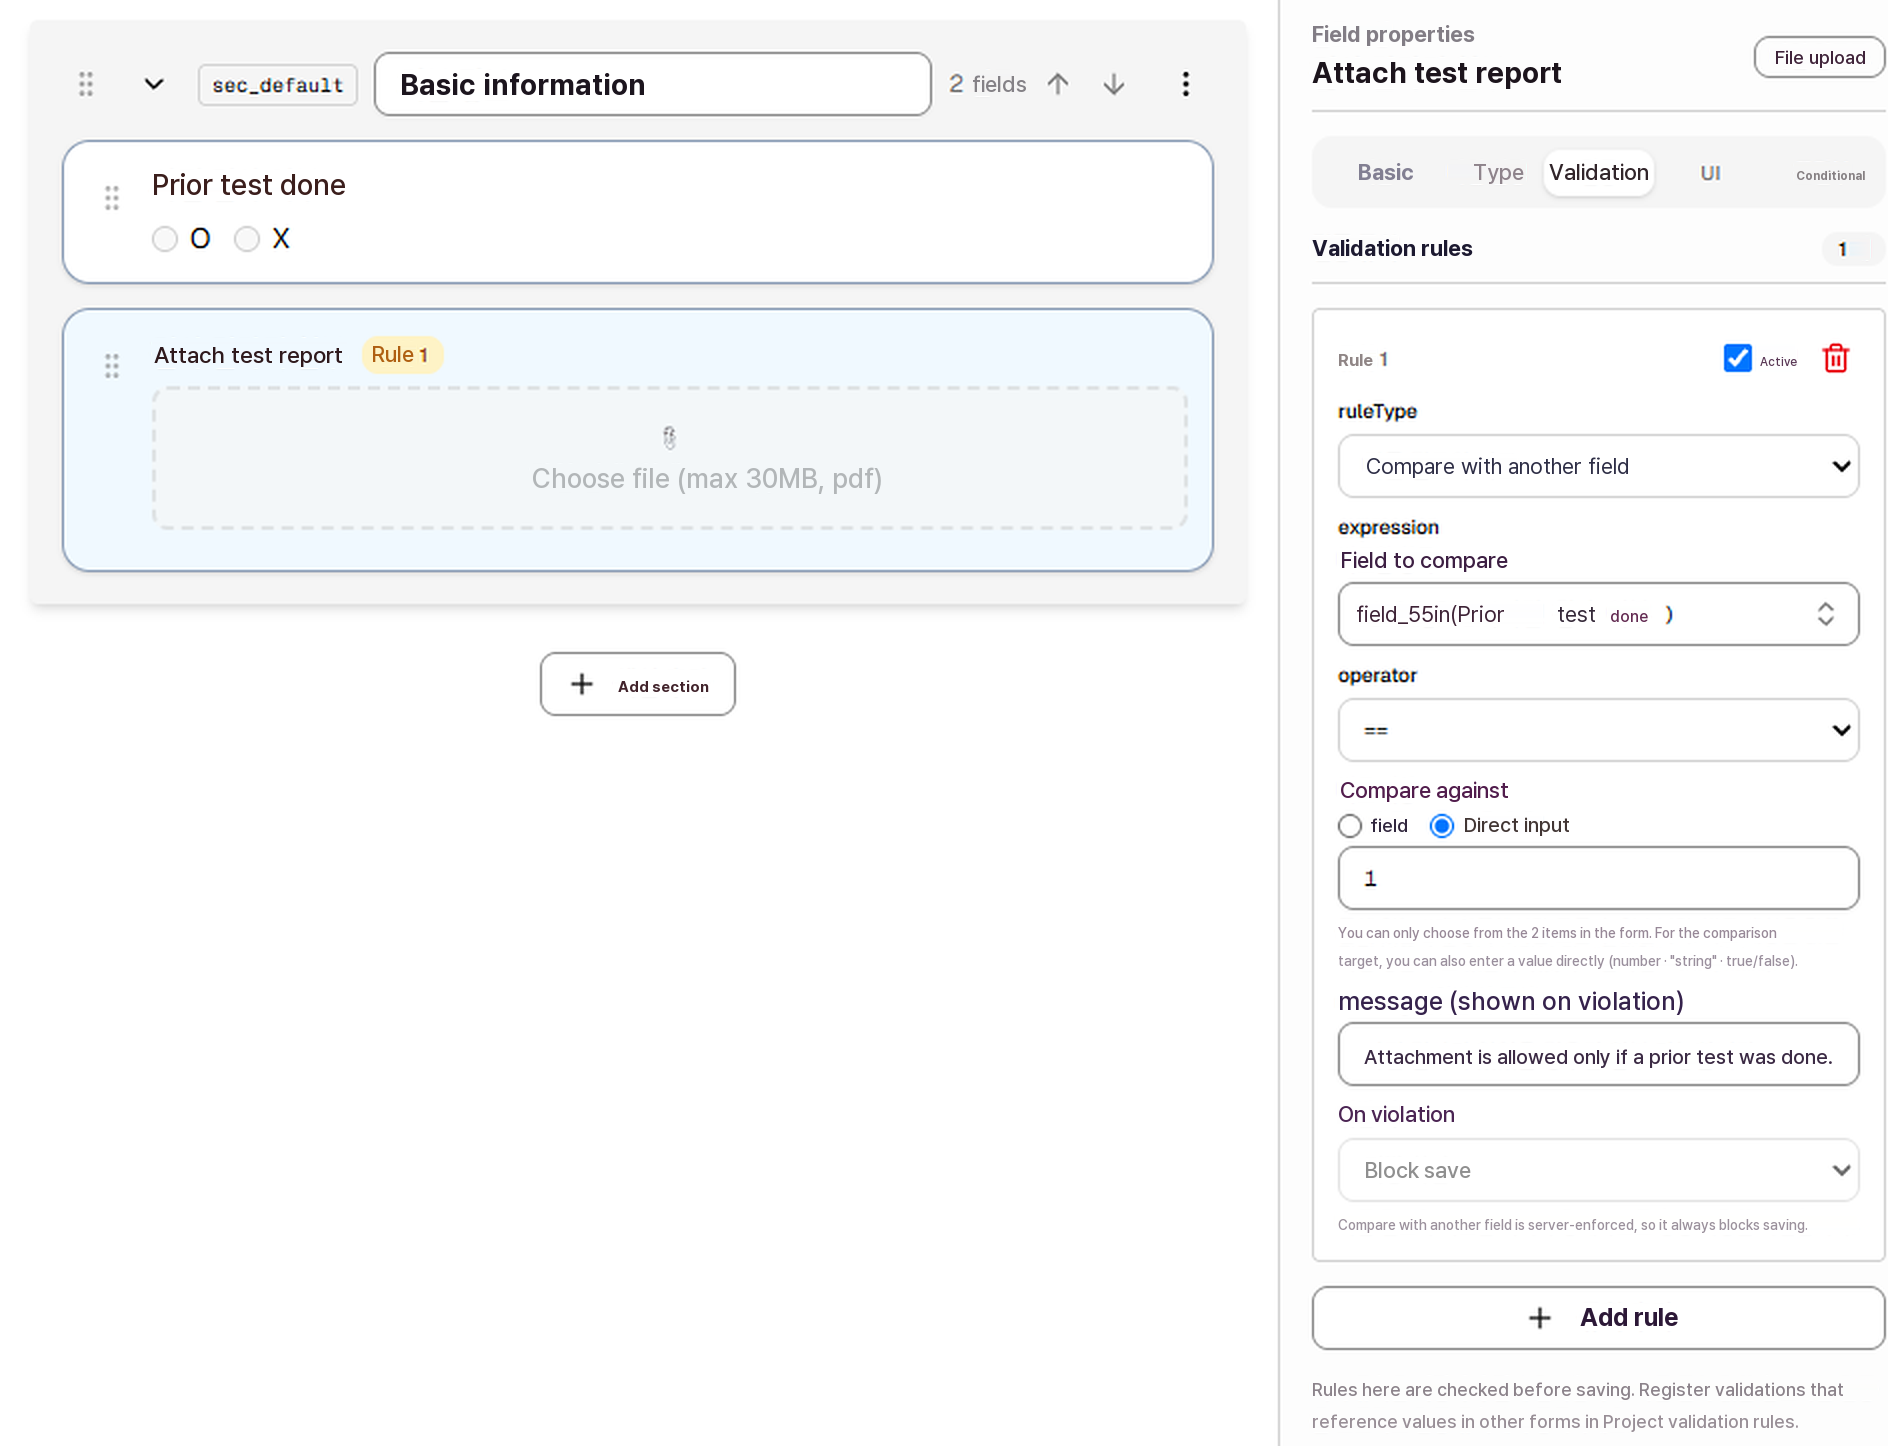 sec_default
Basic information
2 fields
Prior test done
O X
Attach test report Rule 1
Choose file (max 30MB, pdf)
Add section
Field properties
Attach test report
File upload
Basic Type Validation UI Conditional
Validation rules 1
Rule 1 Active
ruleType
Compare with another field
expression
Field to compare
field_55in(Prior test done )
operator
==
Compare against
field Direct input
1
You can only choose from the 2 items in the form. For the comparison
target, you can also enter a value directly (number · "string" · true/false).
message (shown on violation)
Attachment is allowed only if a prior test was done.
On violation
Block save
Compare with another field is server-enforced, so it always blocks saving.
Add rule
Rules here are checked before saving. Register validations that
reference values in other forms in Project validation rules.